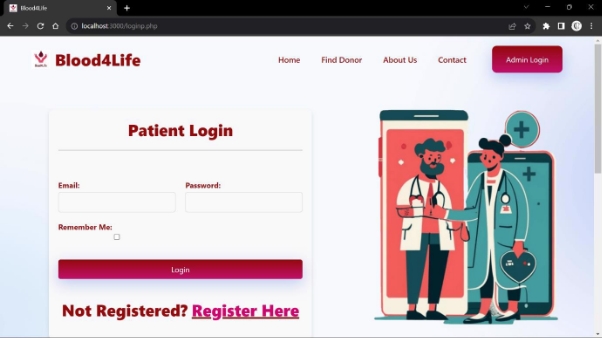 Blood4Life
localhost:3000/loginp.php
Blood4Life
Home Find Donor About Us Contact Admin Login
Patient Login
Email: Password:
Remember Me:
Login
Not Registered? Register Here